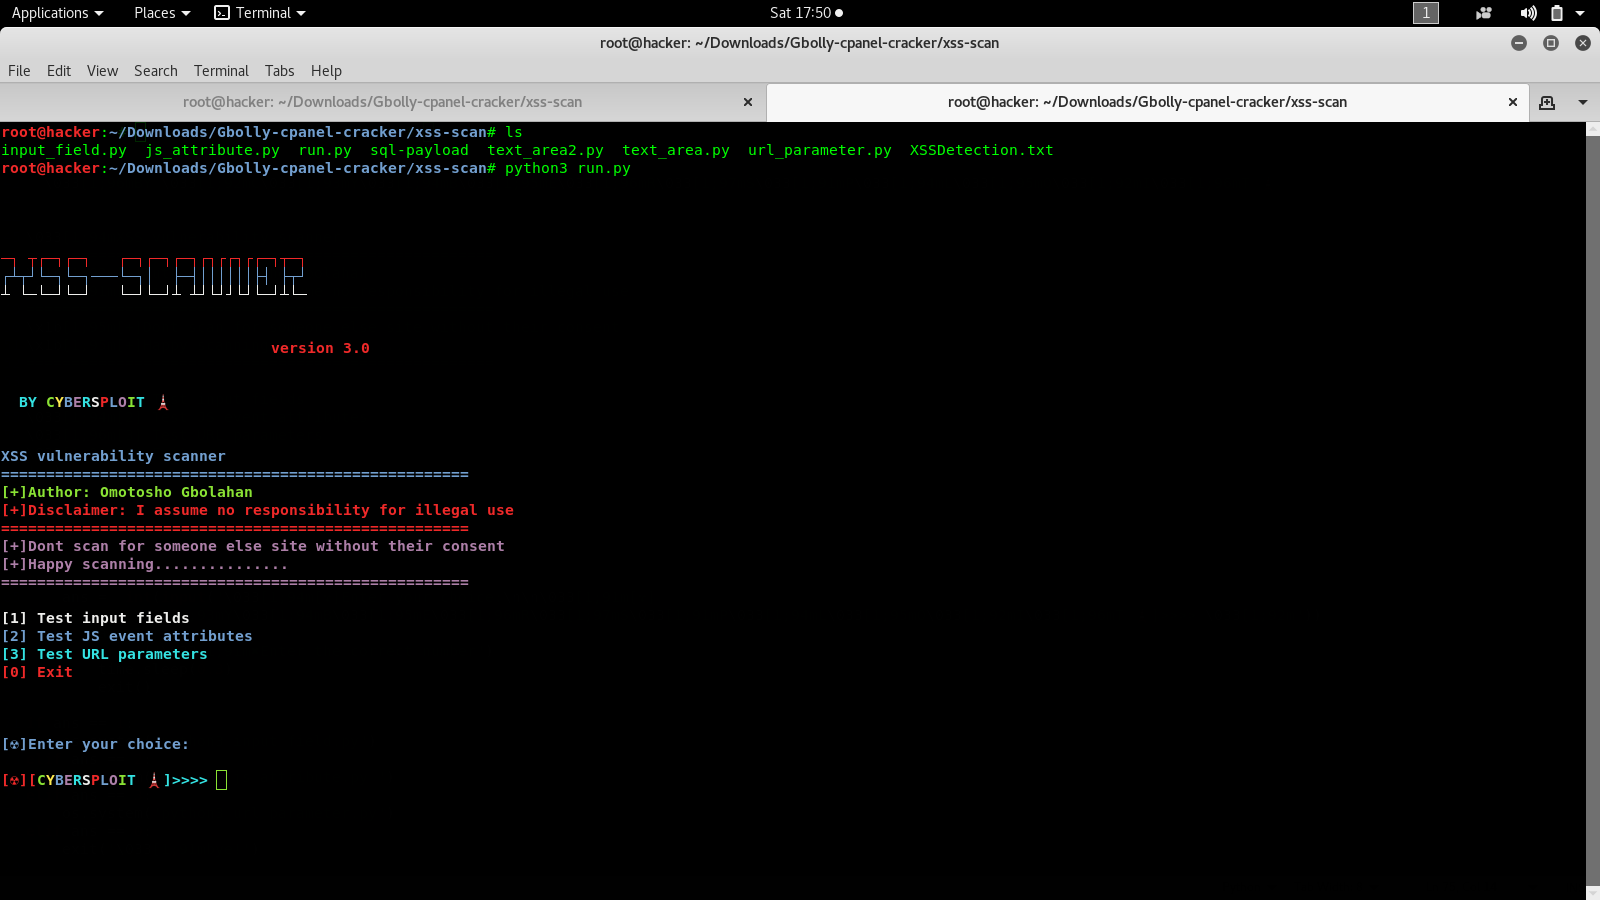 Applications Places Terminal Sat 17:50 1
root@hacker: ~/Downloads/Gbolly-cpanel-cracker/xss-scan
File Edit View Search Terminal Tabs Help
root@hacker: ~/Downloads/Gbolly-cpanel-cracker/xss-scan root@hacker: ~/Downloads/Gbolly-cpanel-cracker/xss-scan
root@hacker:~/Downloads/Gbolly-cpanel-cracker/xss-scan# ls
input_field.py js_attribute.py run.py sql-payload text_area2.py text_area.py url_parameter.py XSSDetection.txt
root@hacker:~/Downloads/Gbolly-cpanel-cracker/xss-scan# python3 run.py
XSS-SCANNER
version 3.0
BY CYBERSPLOIT
XSS vulnerability scanner
====================================================
[+]Author: Omotosho Gbolahan
[+]Disclaimer: I assume no responsibility for illegal use
====================================================
[+]Dont scan for someone else site without their consent
[+]Happy scanning...............
====================================================
[1] Test input fields
[2] Test JS event attributes
[3] Test URL parameters
[0] Exit
[☢]Enter your choice:
[☢][CYBERSPLOIT ]>>>>